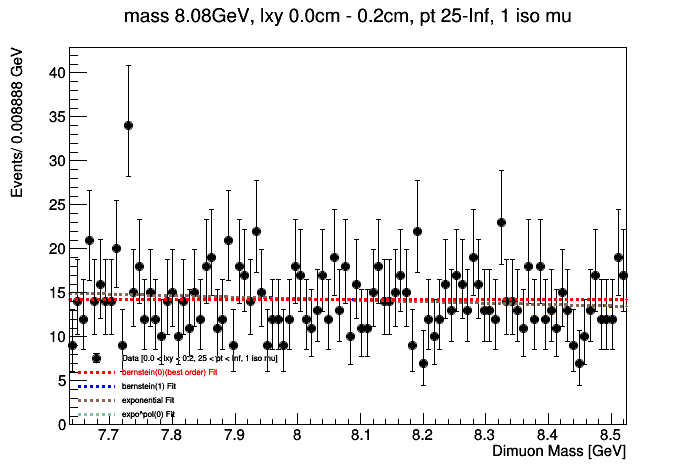 mass 8.08GeV, lxy 0.0cm - 0.2cm, pt 25-Inf, 1 iso mu
Events/ 0.008888 GeV
40
35
30
25
20
15
10
5
0
Data [0.0 < lxy < 0.2, 25 < pt < Inf, 1 iso mu]
bernstein(0)(best order) Fit
bernstein(1) Fit
exponential Fit
expo*pol(0) Fit
7.7 7.8 7.9 8 8.1 8.2 8.3 8.4 8.5
Dimuon Mass [GeV]